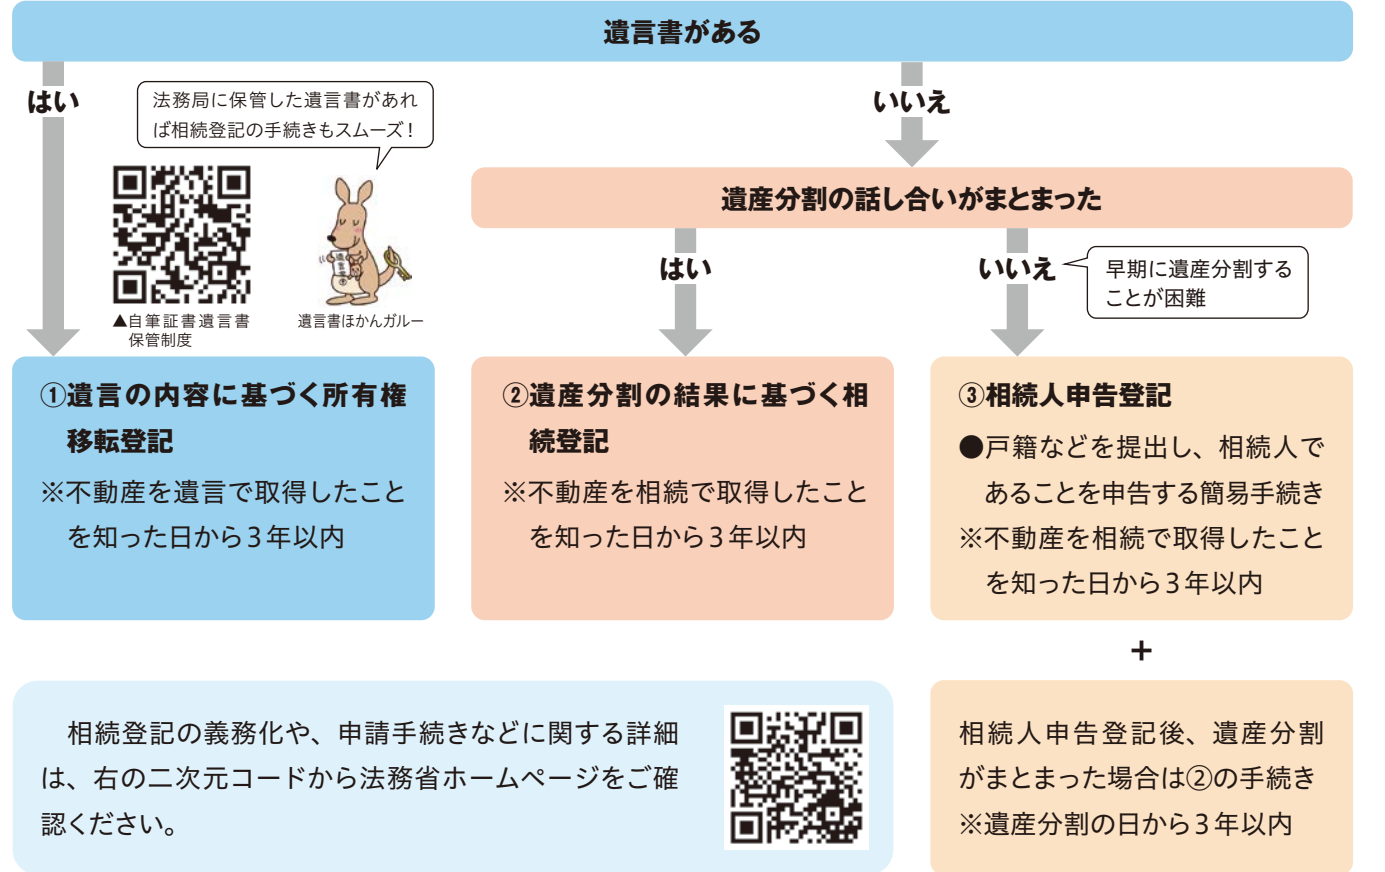 遺言書がある
はい
法務局に保管した遺言書があれ
ば相続登記の手続きもスムーズ！
▲自筆証書遺言書
保管制度
遺言書
遺言書ほかんガルー
いいえ
遺産分割の話し合いがまとまった
はい
いいえ
早期に遺産分割する
ことが困難
①遺言の内容に基づく所有権
移転登記
※不動産を遺言で取得したこと
を知った日から3年以内
②遺産分割の結果に基づく相
続登記
※不動産を相続で取得したこと
を知った日から3年以内
③相続人申告登記
●戸籍などを提出し、相続人で
あることを申告する簡易手続き
※不動産を相続で取得したこと
を知った日から3年以内
+
相続人申告登記後、遺産分割
がまとまった場合は②の手続き
※遺産分割の日から3年以内
相続登記の義務化や、申請手続きなどに関する詳細
は、右の二次元コードから法務省ホームページをご確
認ください。